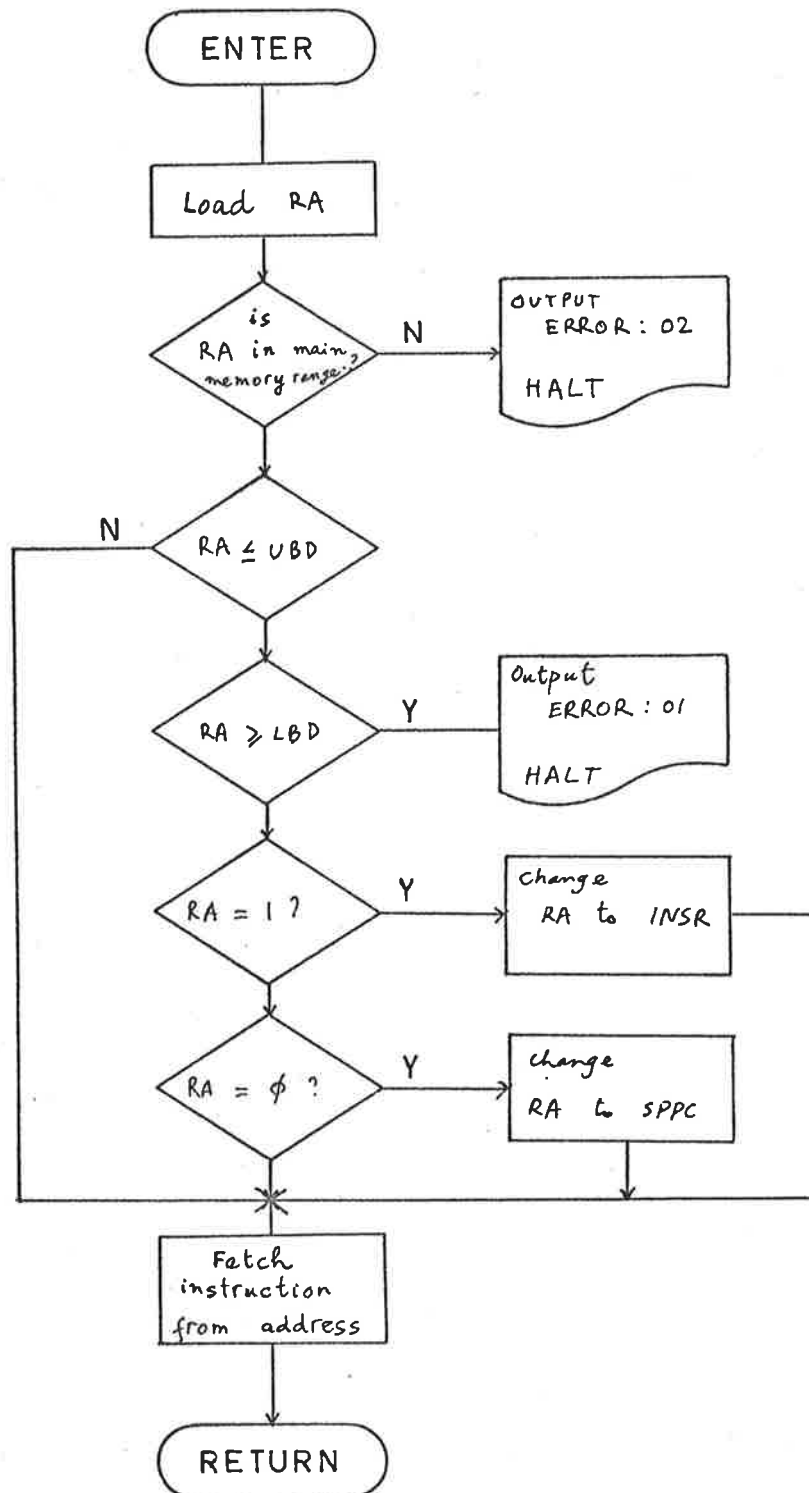 ENTER
Load RA
is
RA in main
memory range?
N
OUTPUT
ERROR: 02
HALT
N
RA ≤ UBD
RA ⩾ LBD
Y
Output
ERROR: 01
HALT
RA = 1 ?
Y
Change
RA to INSR
RA = ϕ ?
Y
Change
RA to SPPC
Fetch
instruction
from address
RETURN